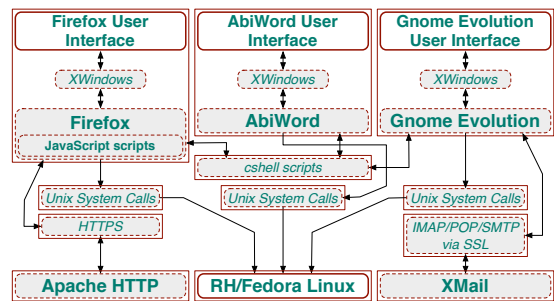 Firefox User
Interface
AbiWord User
Interface
Gnome Evolution
User Interface
XWindows
XWindows
XWindows
Firefox
JavaScript scripts
AbiWord
Gnome Evolution
cshell scripts
Unix System Calls
Unix System Calls
Unix System Calls
HTTPS
IMAP/POP/SMTP
via SSL
Apache HTTP
RH/Fedora Linux
XMail